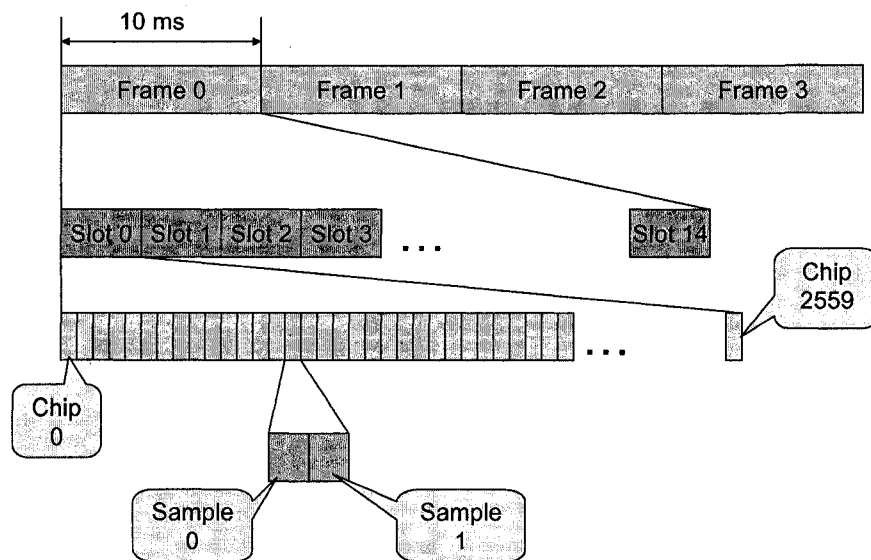 10 ms
Frame 0
Frame 1
Frame 2
Frame 3
Slot 0
Slot 1
Slot 2
Slot 3
...
Slot 14
Chip
2559
...
Chip
0
Sample
0
Sample
1